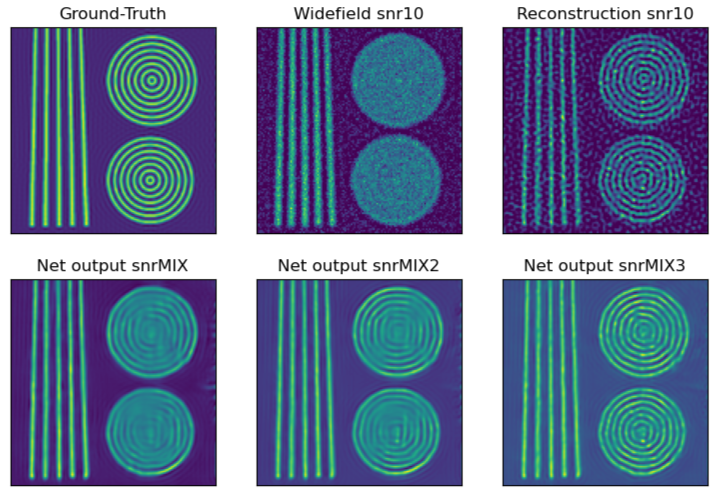 Ground-Truth
Widefield snr10
Reconstruction snr10
Net output snrMIX
Net output snrMIX2
Net output snrMIX3